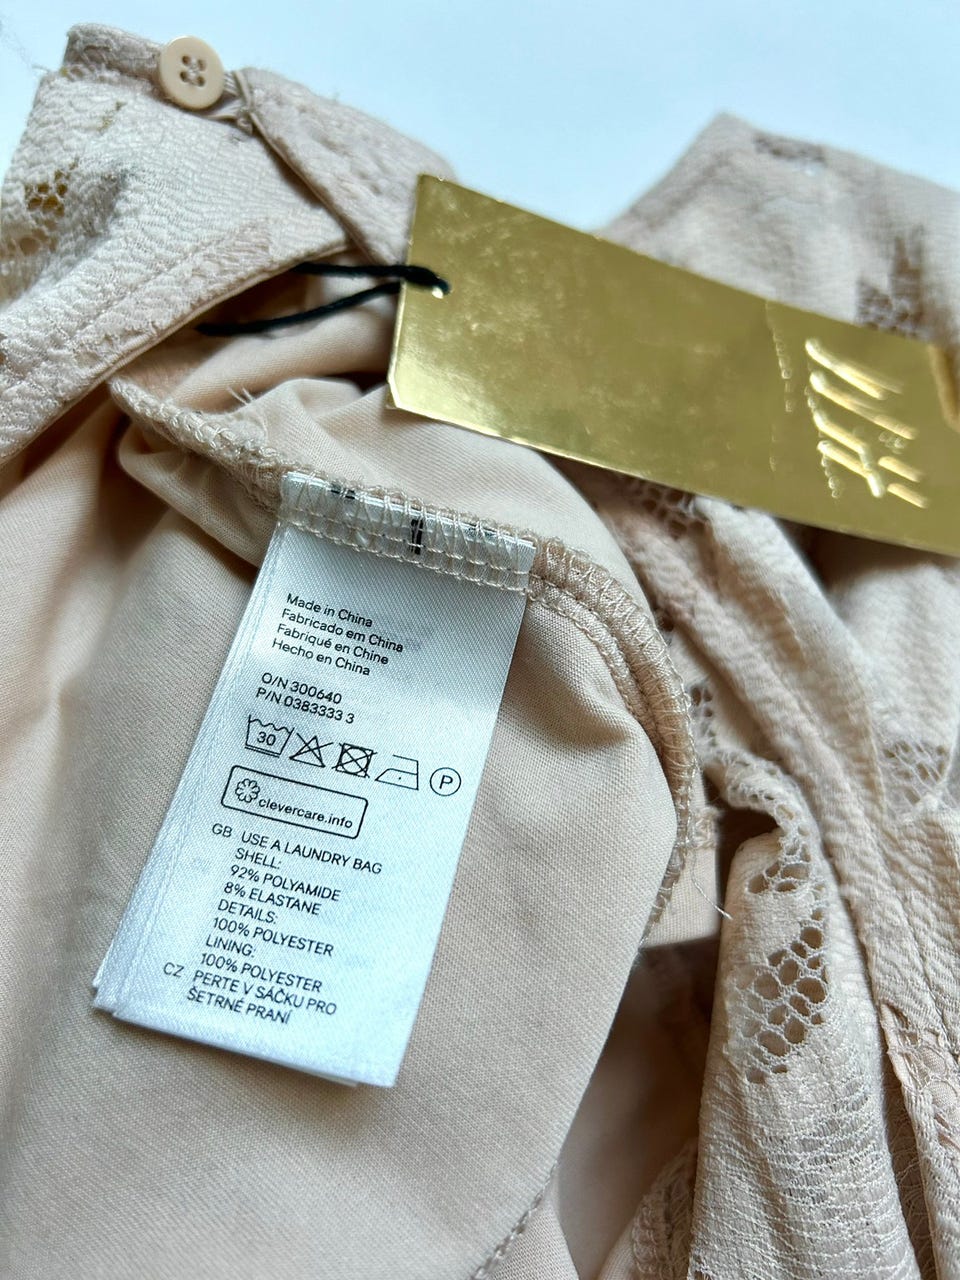 Made in China
Fabricado em China
Fabriqué en Chine
Hecho en China
O/N 300640
P/N 0383333 3
30
P
clevercare.info
GB USE A LAUNDRY BAG
SHELL:
92% POLYAMIDE
8% ELASTANE
DETAILS:
100% POLYESTER
LINING:
100% POLYESTER
CZ PERTE V SÁČKU PRO
ŠETRNÉ PRANÍ